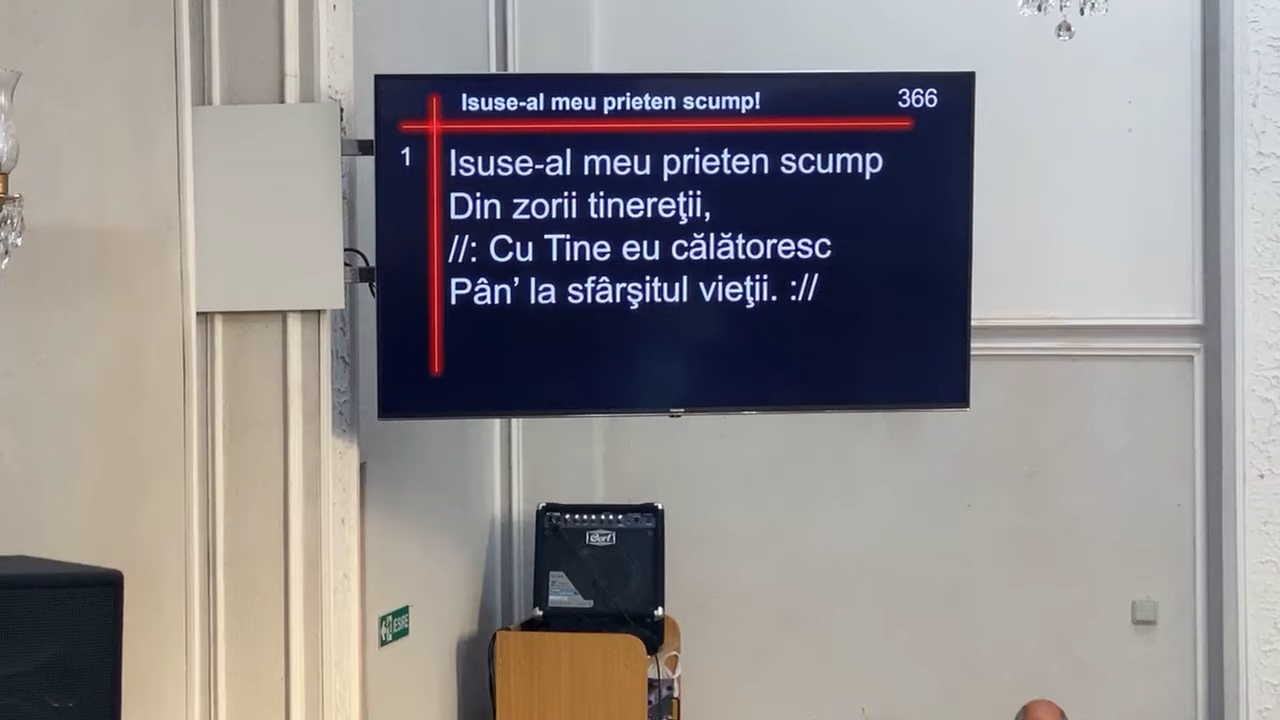 Isuse-al meu prieten scump!
366
1
Isuse-al meu prieten scump
Din zorii tinereţii,
//: Cu Tine eu călătoresc
Pân’ la sfârşitul vieţii. ://
Cort
IESIRE